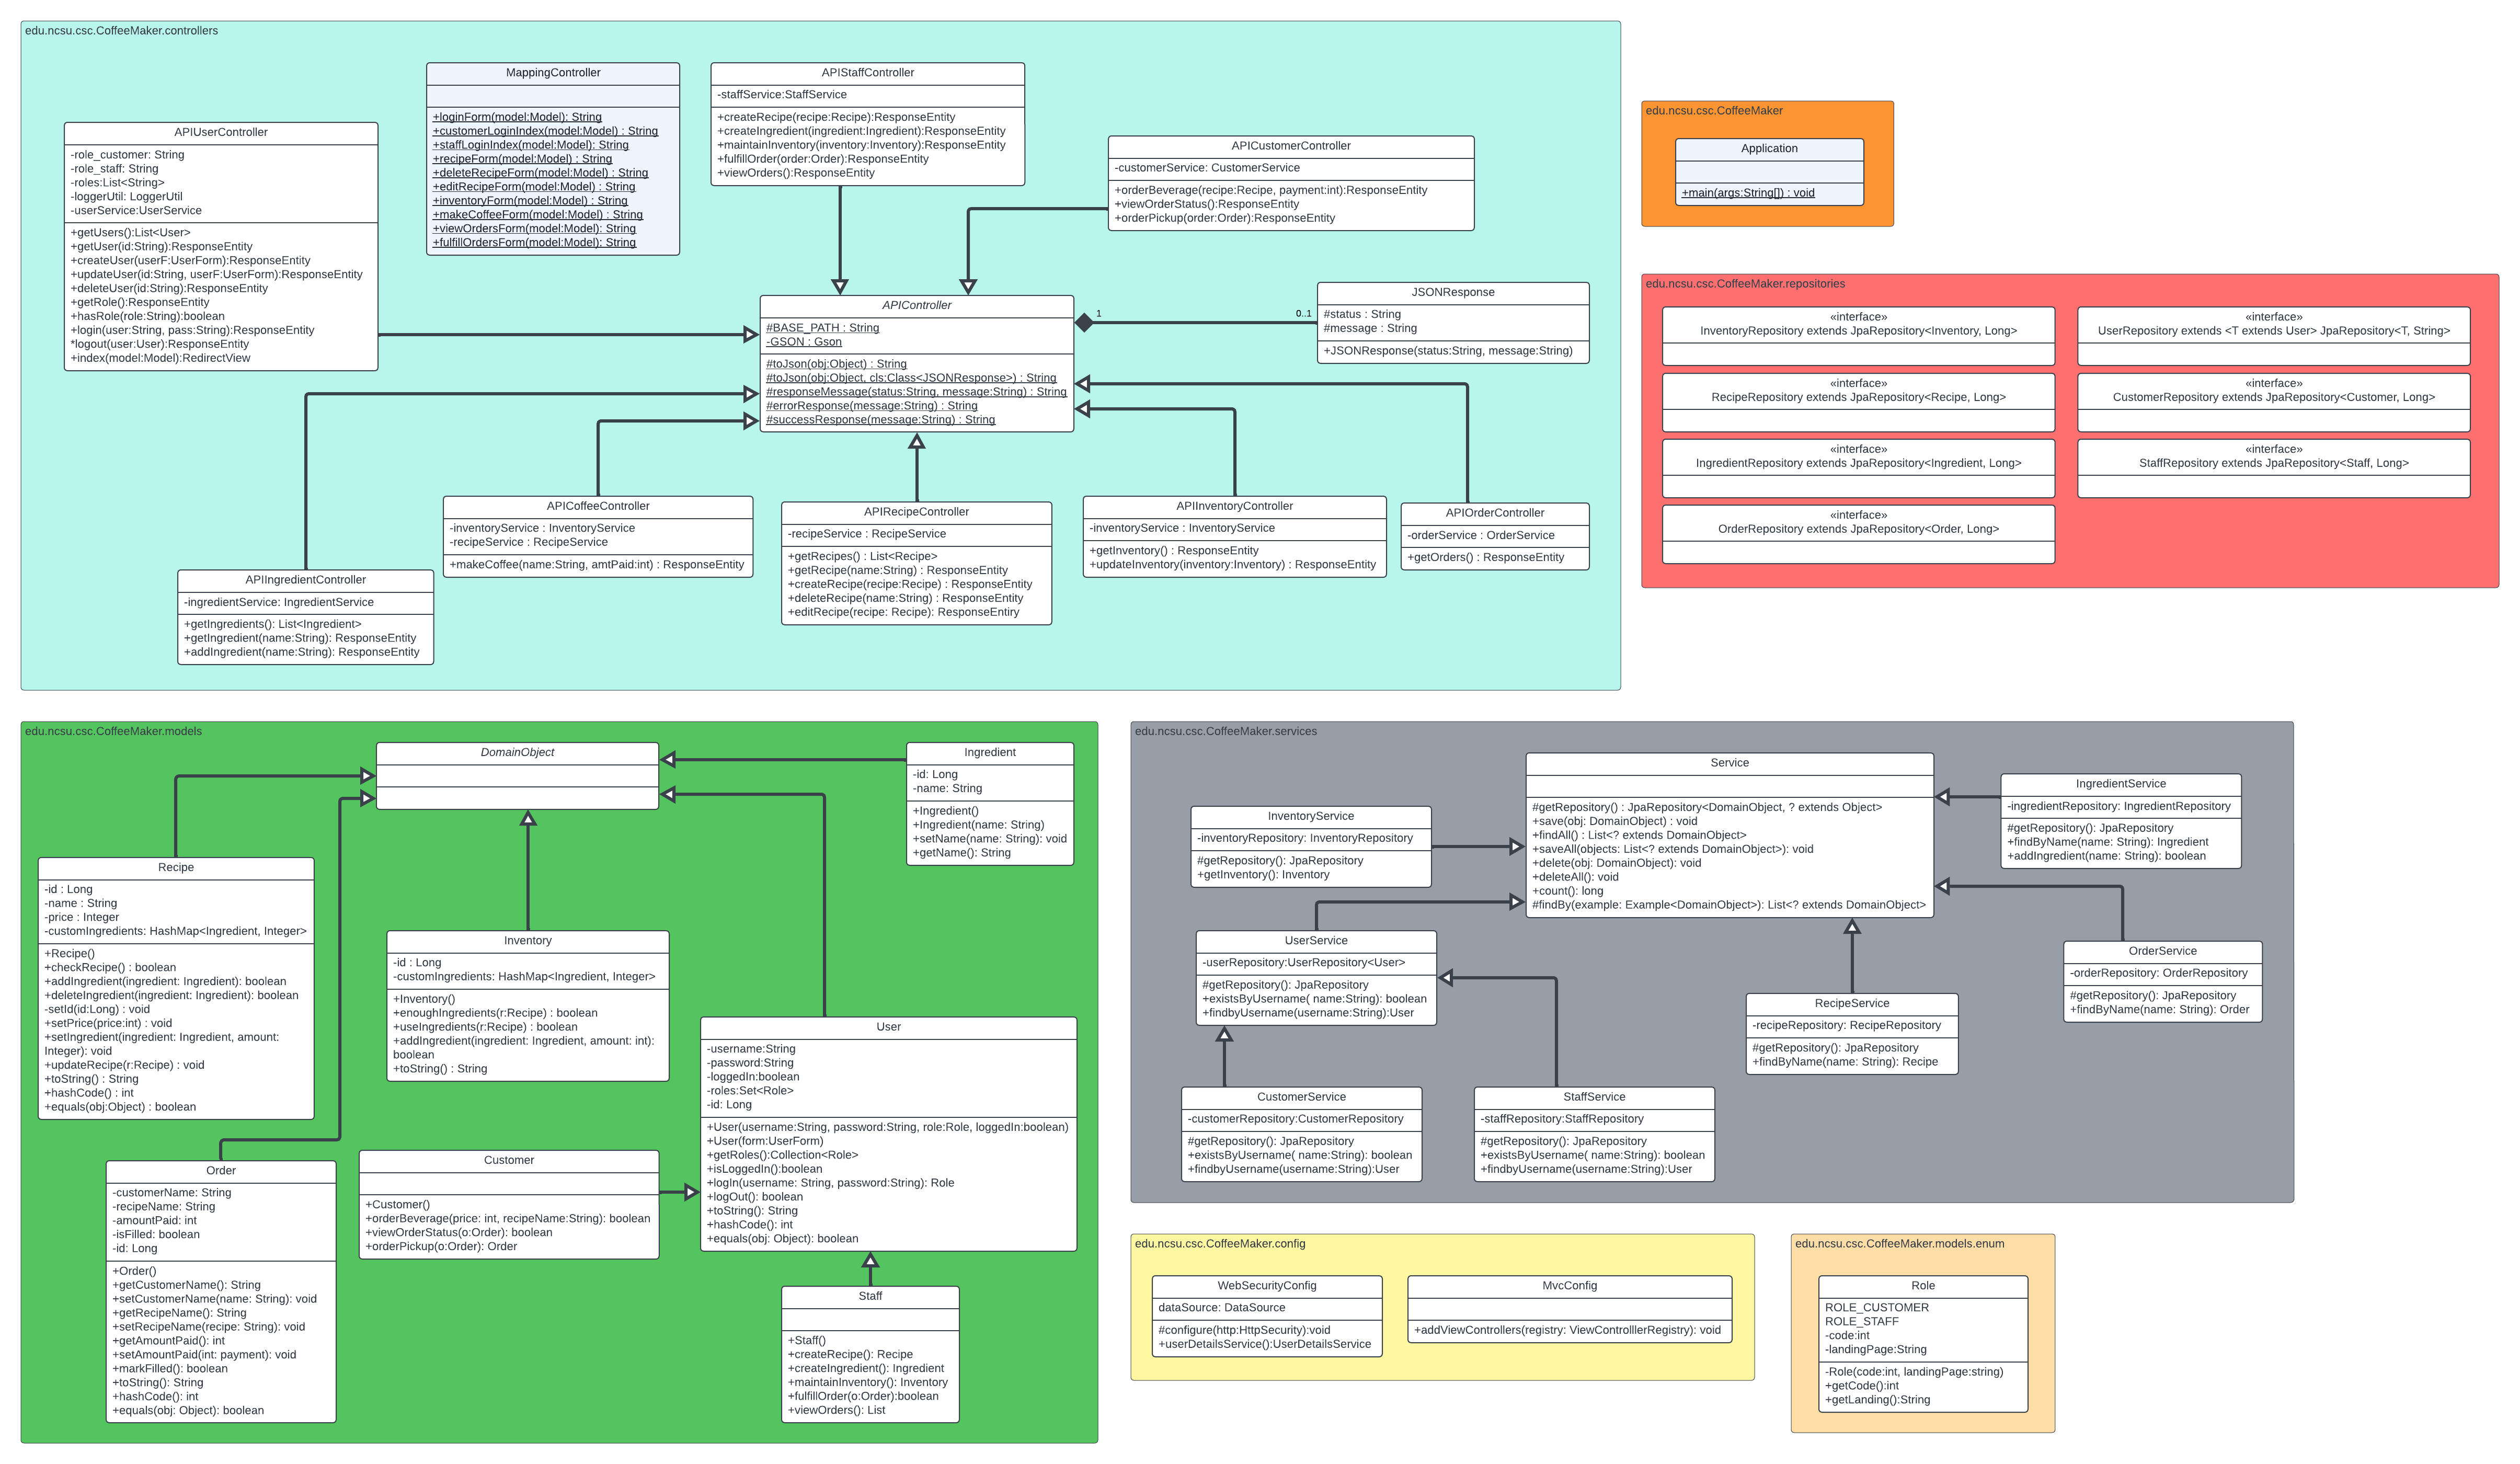 edu.ncsu.csc.CoffeeMaker.controllers
APIUserController
-role_customer: String
-role_staff: String
-roles:List<String>
-loggerUtil: LoggerUtil
-userService:UserService
+getUsers():List<User>
+getUser(id:String):ResponseEntity
+createUser(userF:UserForm):ResponseEntity
+updateUser(id:String, userF:UserForm):ResponseEntity
+deleteUser(id:String):ResponseEntity
+getRole():ResponseEntity
+hasRole(role:String):boolean
+login(user:String, pass:String):ResponseEntity
*logout(user:User):ResponseEntity
+index(model:Model):RedirectView
MappingController
+loginForm(model:Model): String
+customerLoginIndex(model:Model) : String
+staffLoginIndex(model:Model): String
+recipeForm(model:Model) : String
+deleteRecipeForm(model:Model) : String
+editRecipeForm(model:Model) : String
+inventoryForm(model:Model) : String
+makeCoffeeForm(model:Model) : String
+viewOrdersForm(model:Model): String
+fulfillOrdersForm(model:Model): String
APIStaffController
-staffService:StaffService
+createRecipe(recipe:Recipe):ResponseEntity
+createIngredient(ingredient:Ingredient):ResponseEntity
+maintainInventory(inventory:Inventory):ResponseEntity
+fulfillOrder(order:Order):ResponseEntity
+viewOrders():ResponseEntity
APICustomerController
-customerService: CustomerService
+orderBeverage(recipe:Recipe, payment:int):ResponseEntity
+viewOrderStatus():ResponseEntity
+orderPickup(order:Order):ResponseEntity
APIController
#BASE_PATH : String
-GSON : Gson
#toJson(obj:Object) : String
#toJson(obj:Object, cls:Class<JSONResponse>) : String
#responseMessage(status:String, message:String) : String
#errorResponse(message:String) : String
#successResponse(message:String) : String
1
0..1
JSONResponse
#status : String
#message : String
+JSONResponse(status:String, message:String)
APIIngredientController
-ingredientService: IngredientService
+getIngredients(): List<Ingredient>
+getIngredient(name:String): ResponseEntity
+addIngredient(name:String): ResponseEntity
APICoffeeController
-inventoryService : InventoryService
-recipeService : RecipeService
+makeCoffee(name:String, amtPaid:int) : ResponseEntity
APIRecipeController
-recipeService : RecipeService
+getRecipes() : List<Recipe>
+getRecipe(name:String) : ResponseEntity
+createRecipe(recipe:Recipe) : ResponseEntity
+deleteRecipe(name:String) : ResponseEntity
+editRecipe(recipe: Recipe): ResponseEntiry
APIInventoryController
-inventoryService : InventoryService
+getInventory() : ResponseEntity
+updateInventory(inventory:Inventory) : ResponseEntity
APIOrderController
-orderService : OrderService
+getOrders() : ResponseEntity
edu.ncsu.csc.CoffeeMaker
Application
+main(args:String[]) : void
edu.ncsu.csc.CoffeeMaker.repositories
«interface»
InventoryRepository extends JpaRepository<Inventory, Long>
«interface»
UserRepository extends <T extends User> JpaRepository<T, String>
«interface»
RecipeRepository extends JpaRepository<Recipe, Long>
«interface»
CustomerRepository extends JpaRepository<Customer, Long>
«interface»
IngredientRepository extends JpaRepository<Ingredient, Long>
«interface»
StaffRepository extends JpaRepository<Staff, Long>
«interface»
OrderRepository extends JpaRepository<Order, Long>
edu.ncsu.csc.CoffeeMaker.models
DomainObject
Ingredient
-id: Long
-name: String
+Ingredient()
+Ingredient(name: String)
+setName(name: String): void
+getName(): String
Recipe
-id : Long
-name : String
-price : Integer
-customIngredients: HashMap<Ingredient, Integer>
+Recipe()
+checkRecipe() : boolean
+addIngredient(ingredient: Ingredient): boolean
+deleteIngredient(ingredient: Ingredient): boolean
-setId(id:Long) : void
+setPrice(price:int) : void
+setIngredient(ingredient: Ingredient, amount:
Integer): void
+updateRecipe(r:Recipe) : void
+toString() : String
+hashCode() : int
+equals(obj:Object) : boolean
Inventory
-id : Long
-customIngredients: HashMap<Ingredient, Integer>
+Inventory()
+enoughIngredients(r:Recipe) : boolean
+useIngredients(r:Recipe) : boolean
+addIngredient(ingredient: Ingredient, amount: int):
boolean
+toString() : String
User
-username:String
-password:String
-loggedIn:boolean
-roles:Set<Role>
-id: Long
+User(username:String, password:String, role:Role, loggedIn:boolean)
+User(form:UserForm)
+getRoles():Collection<Role>
+isLoggedIn():boolean
+logIn(username: String, password:String): Role
+logOut(): boolean
+toString(): String
+hashCode(): int
+equals(obj: Object): boolean
Order
-customerName: String
-recipeName: String
-amountPaid: int
-isFilled: boolean
-id: Long
+Order()
+getCustomerName(): String
+setCustomerName(name: String): void
+getRecipeName(): String
+setRecipeName(recipe: String): void
+getAmountPaid(): int
+setAmountPaid(int: payment): void
+markFilled(): boolean
+toString(): String
+hashCode(): int
+equals(obj: Object): boolean
Customer
+Customer()
+orderBeverage(price: int, recipeName:String): boolean
+viewOrderStatus(o:Order): boolean
+orderPickup(o:Order): Order
Staff
+Staff()
+createRecipe(): Recipe
+createIngredient(): Ingredient
+maintainInventory(): Inventory
+fulfillOrder(o:Order):boolean
+viewOrders(): List
edu.ncsu.csc.CoffeeMaker.services
Service
#getRepository() : JpaRepository<DomainObject, ? extends Object>
+save(obj: DomainObject) : void
+findAll() : List<? extends DomainObject>
+saveAll(objects: List<? extends DomainObject>): void
+delete(obj: DomainObject): void
+deleteAll(): void
+count(): long
#findBy(example: Example<DomainObject>): List<? extends DomainObject>
IngredientService
-ingredientRepository: IngredientRepository
#getRepository(): JpaRepository
+findByName(name: String): Ingredient
+addIngredient(name: String): boolean
InventoryService
-inventoryRepository: InventoryRepository
#getRepository(): JpaRepository
+getInventory(): Inventory
UserService
-userRepository:UserRepository<User>
#getRepository(): JpaRepository
+existsByUsername( name:String): boolean
+findbyUsername(username:String):User
OrderService
-orderRepository: OrderRepository
#getRepository(): JpaRepository
+findByName(name: String): Order
RecipeService
-recipeRepository: RecipeRepository
#getRepository(): JpaRepository
+findByName(name: String): Recipe
CustomerService
-customerRepository:CustomerRepository
#getRepository(): JpaRepository
+existsByUsername( name:String): boolean
+findbyUsername(username:String):User
StaffService
-staffRepository:StaffRepository
#getRepository(): JpaRepository
+existsByUsername( name:String): boolean
+findbyUsername(username:String):User
edu.ncsu.csc.CoffeeMaker.config
WebSecurityConfig
dataSource: DataSource
#configure(http:HttpSecurity):void
+userDetailsService():UserDetailsService
MvcConfig
+addViewControllers(registry: ViewControlllerRegistry): void
edu.ncsu.csc.CoffeeMaker.models.enum
Role
ROLE_CUSTOMER
ROLE_STAFF
-code:int
-landingPage:String
-Role(code:int, landingPage:string)
+getCode():int
+getLanding():String